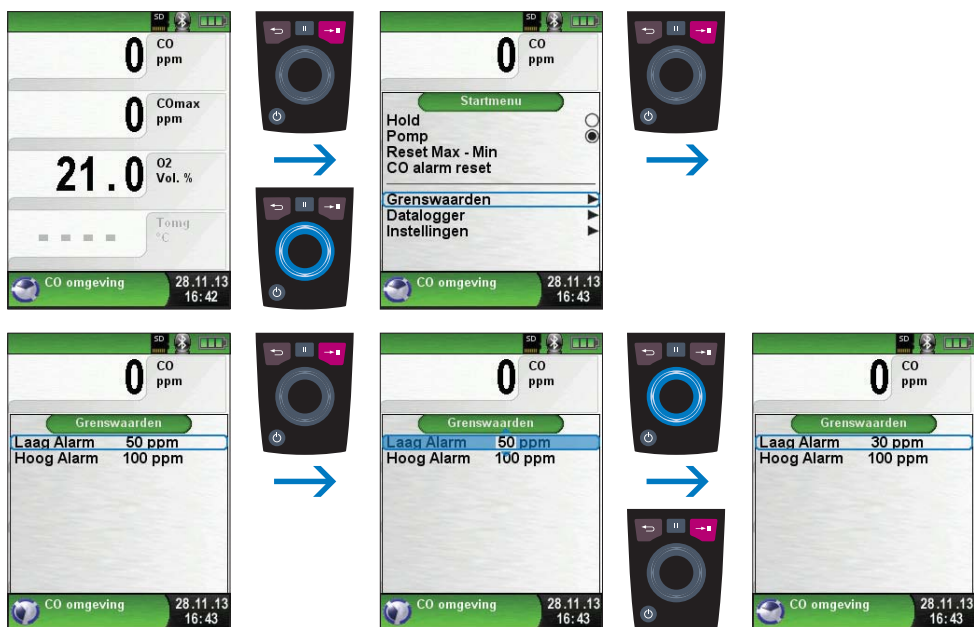 SD
0 CO
ppm
0 COmax
ppm
21.0 O2
Vol. %
- - - - Tomg
°C
CO omgeving 28.11.13
16:42
SD
0 CO
ppm
Startmenu
Hold
Pomp
Reset Max - Min
CO alarm reset
Grenswaarden
Datalogger
Instellingen
CO omgeving 28.11.13
16:43
SD
0 CO
ppm
Grenswaarden
Laag Alarm 50 ppm
Hoog Alarm 100 ppm
CO omgeving 28.11.13
16:43
SD
0 CO
ppm
Grenswaarden
Laag Alarm 50 ppm
Hoog Alarm 100 ppm
CO omgeving 28.11.13
16:43
SD
0 CO
ppm
Grenswaarden
Laag Alarm 30 ppm
Hoog Alarm 100 ppm
CO omgeving 28.11.13
16:43